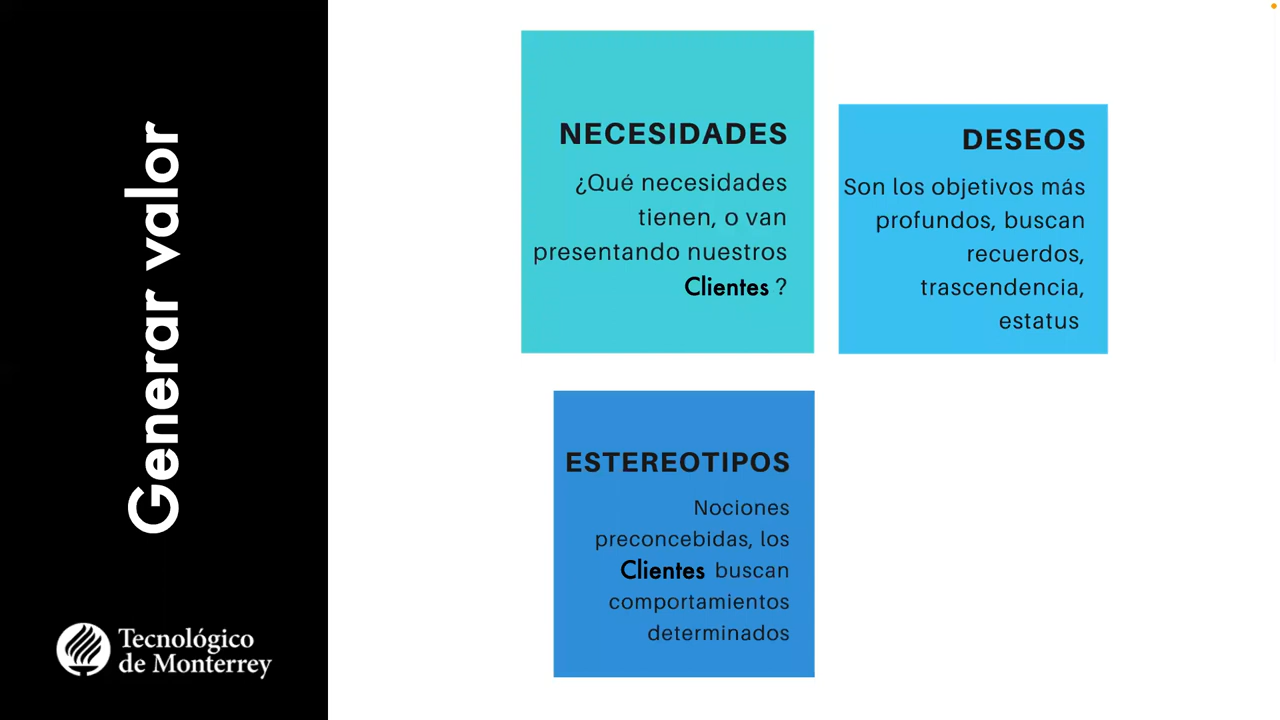 Generar valor
NECESIDADES
¿Qué necesidades
tienen, o van
presentando nuestros
Clientes ?
DESEOS
Son los objetivos más
profundos, buscan
recuerdos,
trascendencia,
estatus
ESTEREOTIPOS
Nociones
preconcebidas, los
Clientes buscan
comportamientos
determinados
Tecnológico
de Monterrey